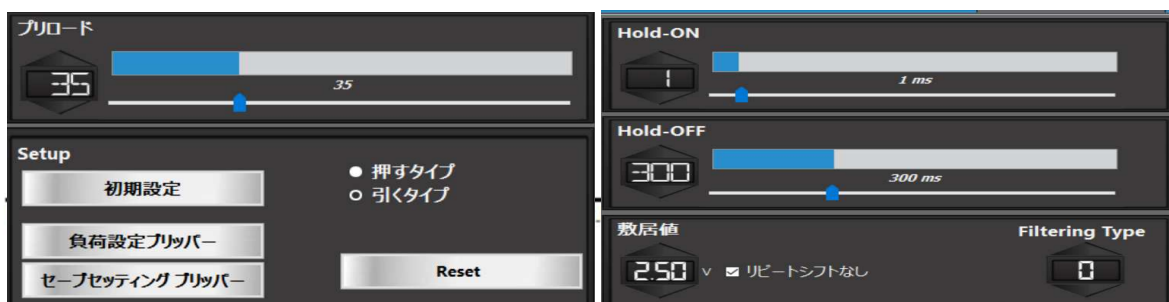 プリロード
35
35
Setup
初期設定
押すタイプ
引くタイプ
負荷設定ブリッパー
セーブセッティング ブリッパー
Reset
Hold-ON
1
1 ms
Hold-OFF
300
300 ms
敷居値
Filtering Type
2.50 v リピートシフトなし
0